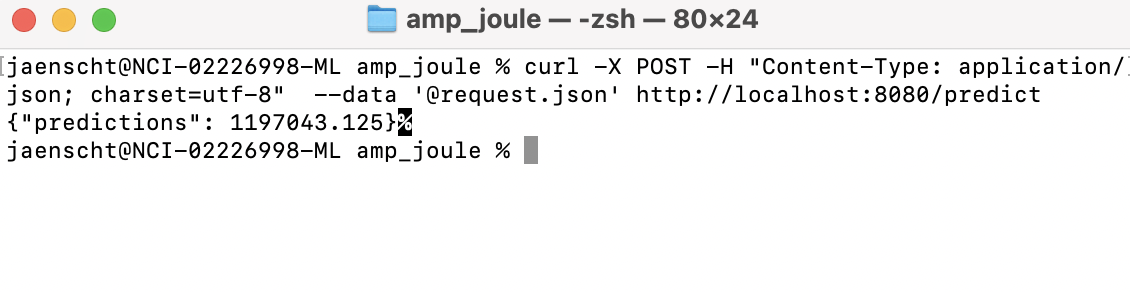 amp_joule — -zsh — 80×24
[jaenscht@NCI-02226998-ML amp_joule % curl -X POST -H "Content-Type: application/]
json; charset=utf-8"  --data '@request.json' http://localhost:8080/predict
{"predictions": 1197043.125}%
jaenscht@NCI-02226998-ML amp_joule %